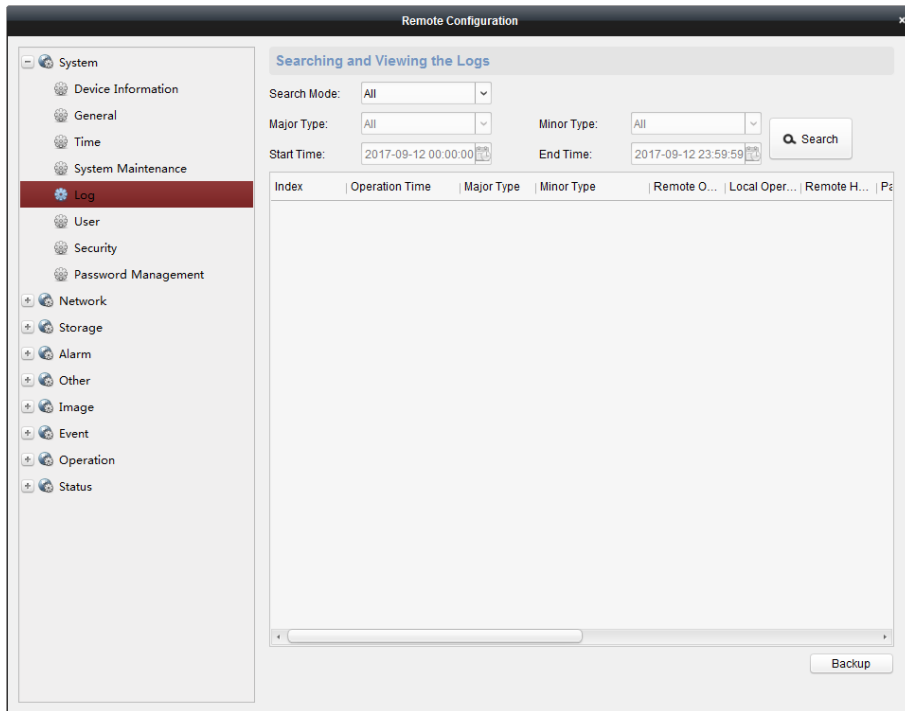 Remote Configuration
System
Device Information
General
Time
System Maintenance
Log
User
Security
Password Management
Network
Storage
Alarm
Other
Image
Event
Operation
Status
Searching and Viewing the Logs
Search Mode: All
Major Type: All Minor Type: All
Start Time: 2017-09-12 00:00:00 End Time: 2017-09-12 23:59:59
Search
Index Operation Time Major Type Minor Type Remote O... Local Oper... Remote H... Pa
Backup